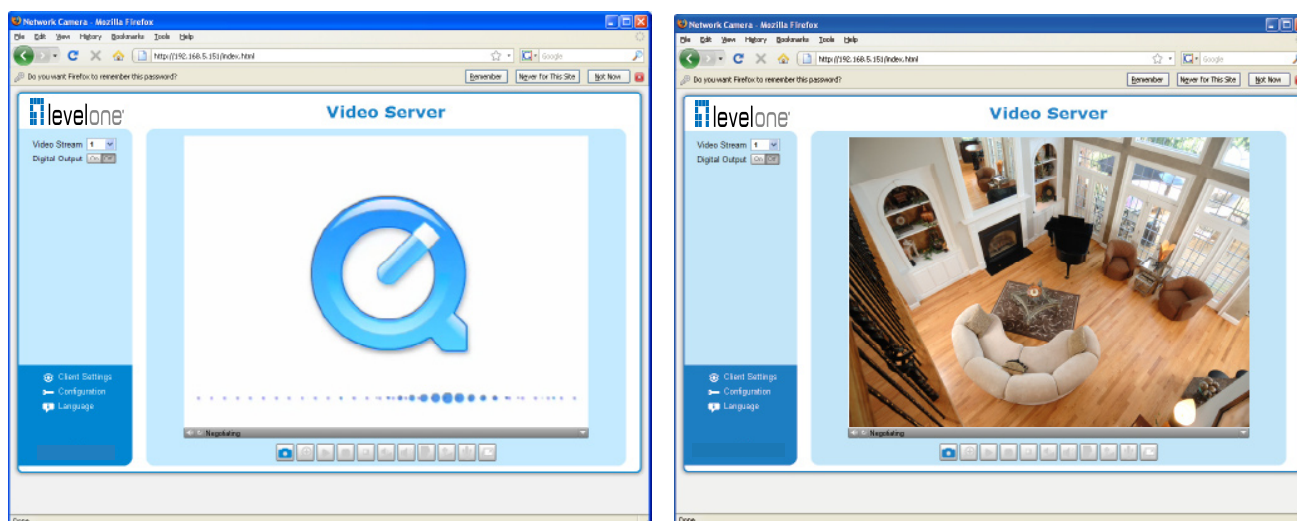 Network Camera - Mozilla Firefox
File Edit View History Bookmarks Tools Help
http://192.168.5.151/index.html
Google
Do you want Firefox to remember this password?
Remember
Never for This Site
Not Now
levelone
Video Server
Video Stream 1
Digital Output On Off
Client Settings
Configuration
Language
Negotiating
Done
Network Camera - Mozilla Firefox
File Edit View History Bookmarks Tools Help
http://192.168.5.151/index.html
Google
Do you want Firefox to remember this password?
Remember
Never for This Site
Not Now
levelone
Video Server
Video Stream 1
Digital Output On Off
Client Settings
Configuration
Language
Negotiating
Done